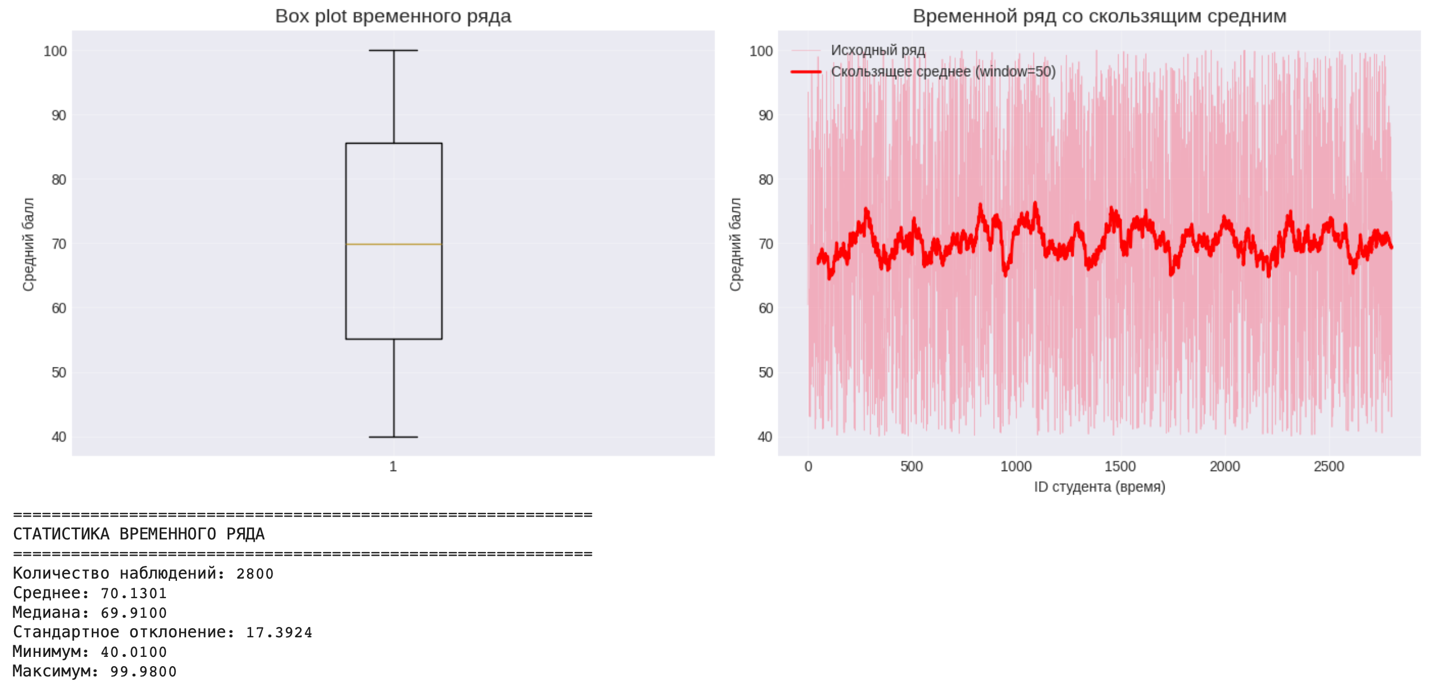 Box plot временного ряда
100
90
80
70
60
50
40
Средний балл
1
Временной ряд со скользящим средним
Исходный ряд
Скользящее среднее (window=50)
100
90
80
70
60
50
40
Средний балл
0
500
1000
1500
2000
2500
ID студента (время)
============================================================
СТАТИСТИКА ВРЕМЕННОГО РЯДА
============================================================
Количество наблюдений: 2800
Среднее: 70.1301
Медиана: 69.9100
Стандартное отклонение: 17.3924
Минимум: 40.0100
Максимум: 99.9800